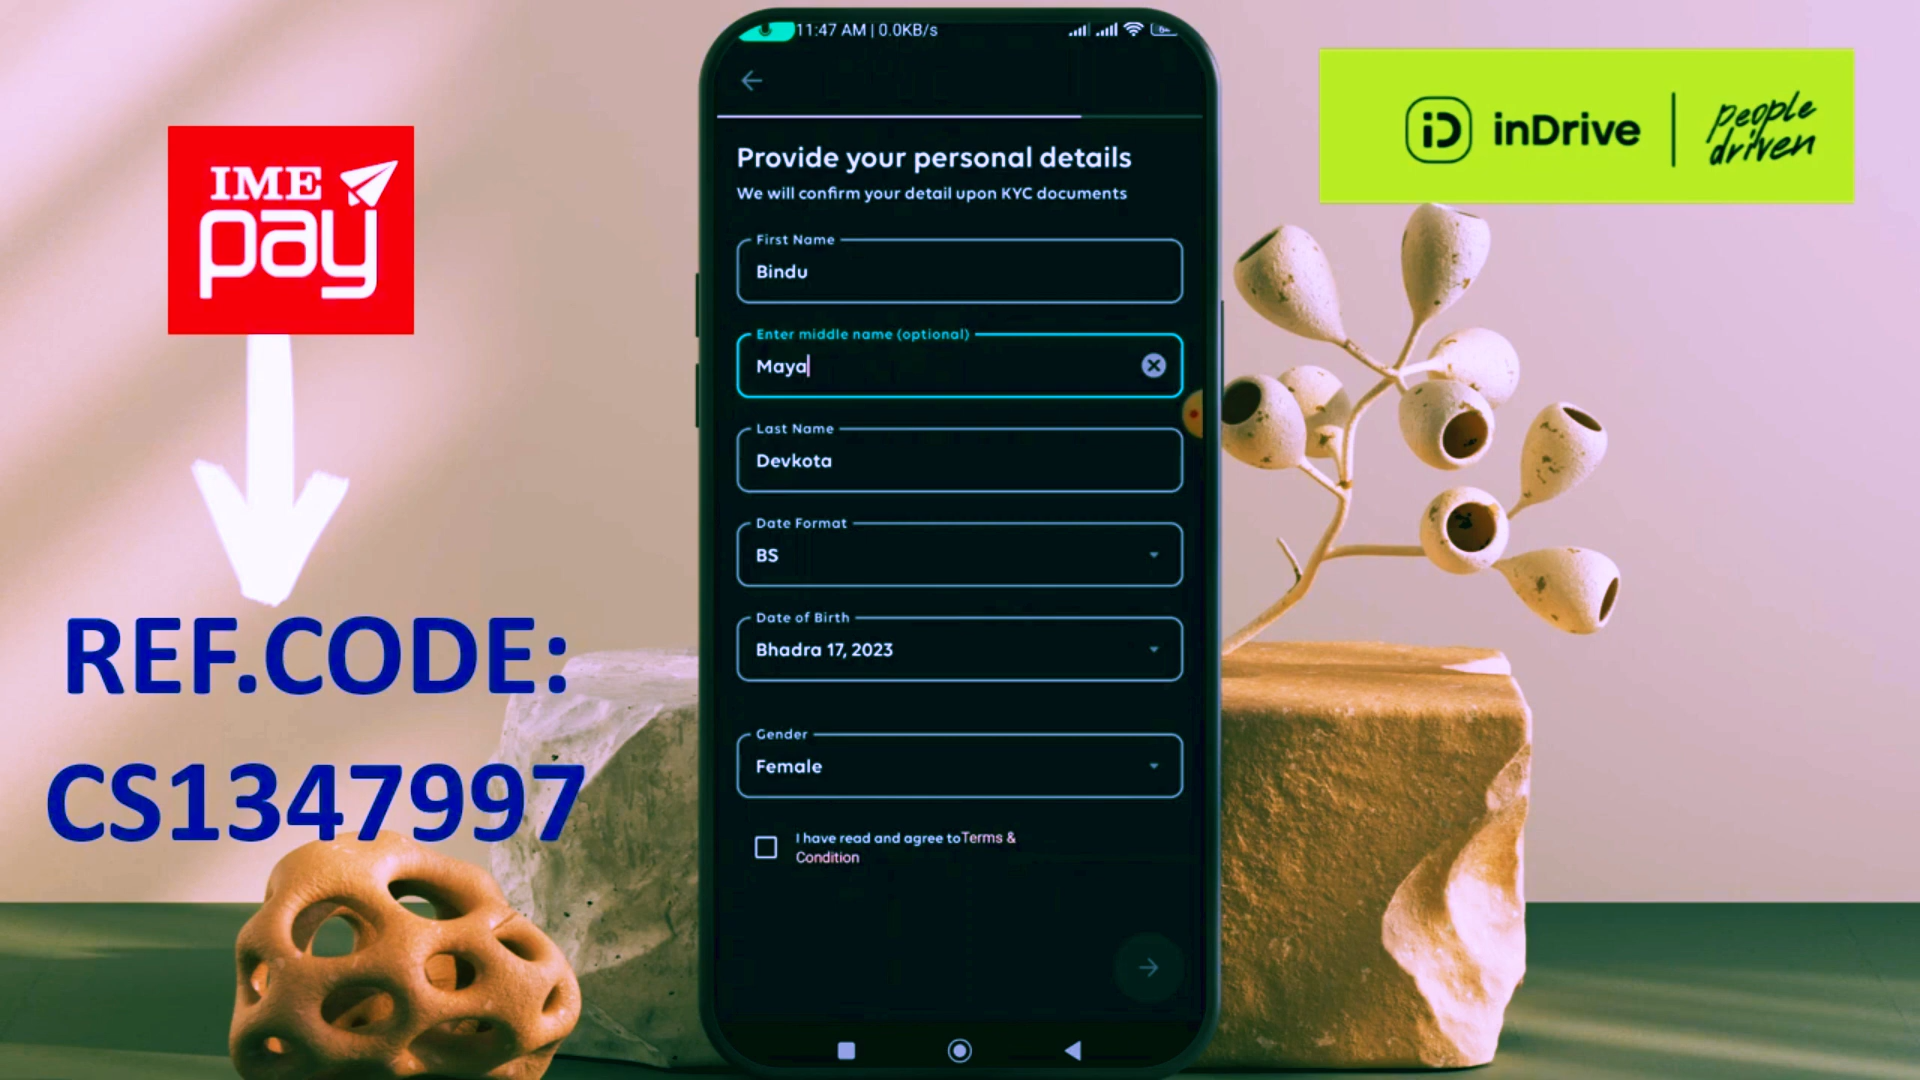 IME
pay
REF.CODE:
CS1347997
11:47 AM | 0.0KB/s
Provide your personal details
We will confirm your detail upon KYC documents
First Name
Bindu
Enter middle name (optional)
Maya
Last Name
Devkota
Date Format
BS
Date of Birth
Bhadra 17, 2023
Gender
Female
I have read and agree toTerms &
Condition
iD inDrive
people
driven